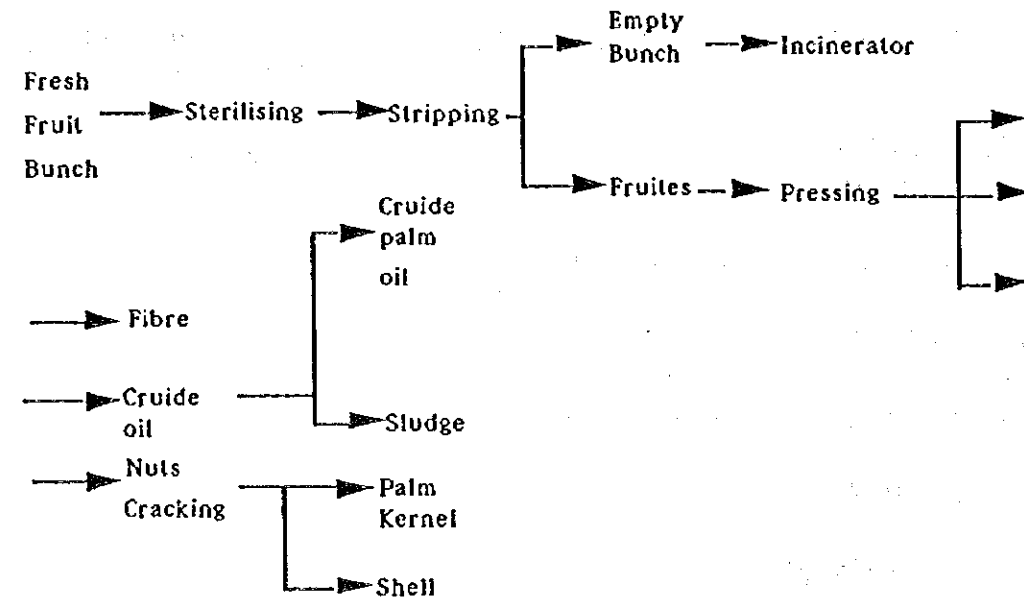 Fresh
Fruit
Bunch
Sterilising
Stripping
Empty
Bunch
Incinerator
Fruites
Pressing
Fibre
Cruide
oil
Cruide
palm
oil
Sludge
Nuts
Cracking
Palm
Kernel
Shell